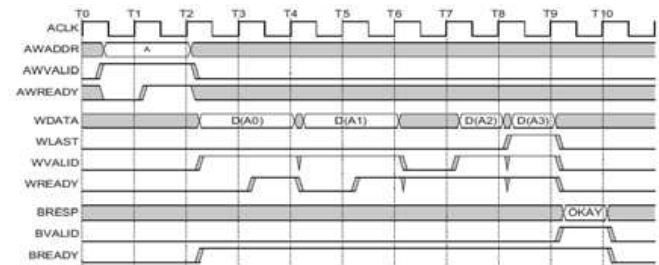 T0 T1 T2 T3 T4 T5 T6 T7 T8 T9 T10
ACLK
AWADDR A
AWVALID
AWREADY
WDATA D(A0) D(A1) D(A2) D(A3)
WLAST
WVALID
WREADY
BRESP OKAY
BVALID
BREADY